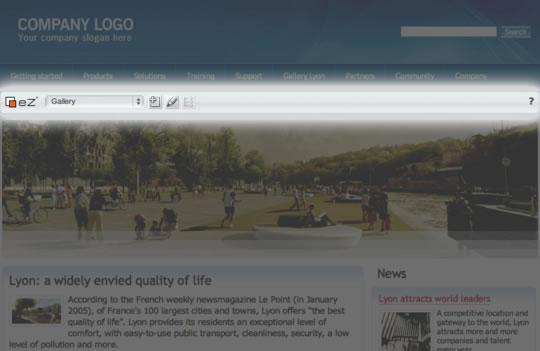 COMPANY LOGO
Your company slogan here
Search
Getting started Products Solutions Training Support Gallery Lyon Partners Community Company
eZ Gallery ?
Lyon: a widely envied quality of life
According to the French weekly newsmagazine Le Point (in January
2005), of France's 100 largest cities and towns, Lyon offers "the best
quality of life". Lyon provides its residents an exceptional level of
comfort, with easy-to-use public transport, cleanliness, security, a low
level of pollution and more.
News
Lyon attracts world leaders
A competitive location and
gateway to the world, Lyon
attracts more and more
companies and talent
every year